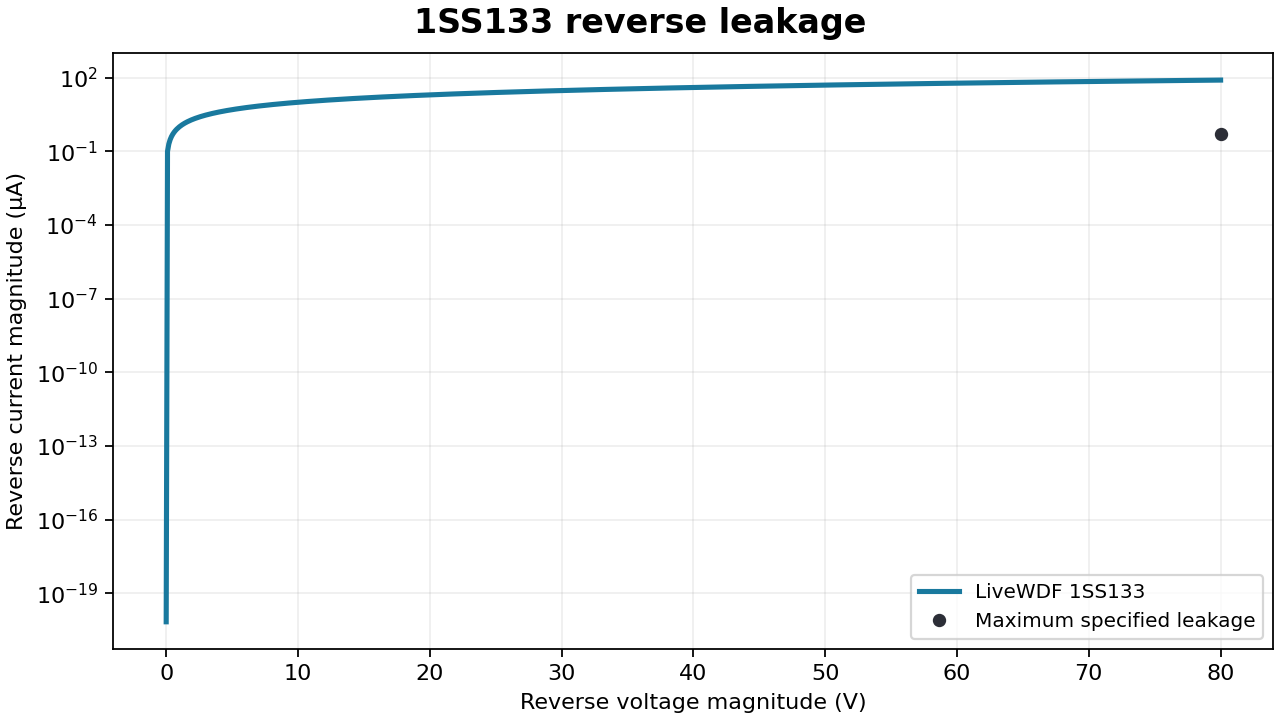 1SS133 reverse leakage
Reverse current magnitude (µA)
10²
10⁻¹
10⁻⁴
10⁻⁷
10⁻¹⁰
10⁻¹³
10⁻¹⁶
10⁻¹⁹
LiveWDF 1SS133
Maximum specified leakage
0 10 20 30 40 50 60 70 80
Reverse voltage magnitude (V)